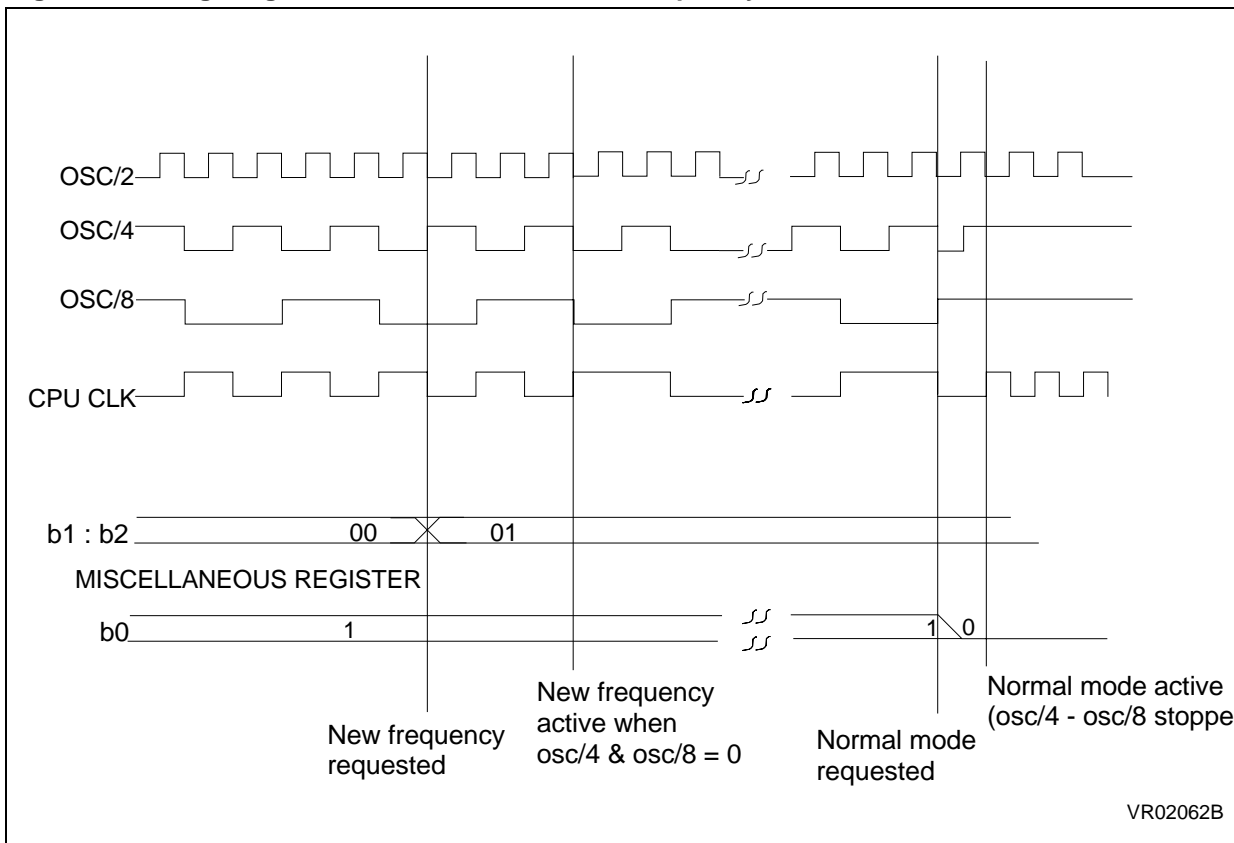 OSC/2
OSC/4
OSC/8
CPU CLK
b1 : b2
00
01
MISCELLANEOUS REGISTER
b0
1
1
0
New frequency
requested
New frequency
active when
osc/4 & osc/8 = 0
Normal mode
requested
Normal mode active
(osc/4 - osc/8 stoppe
VR02062B